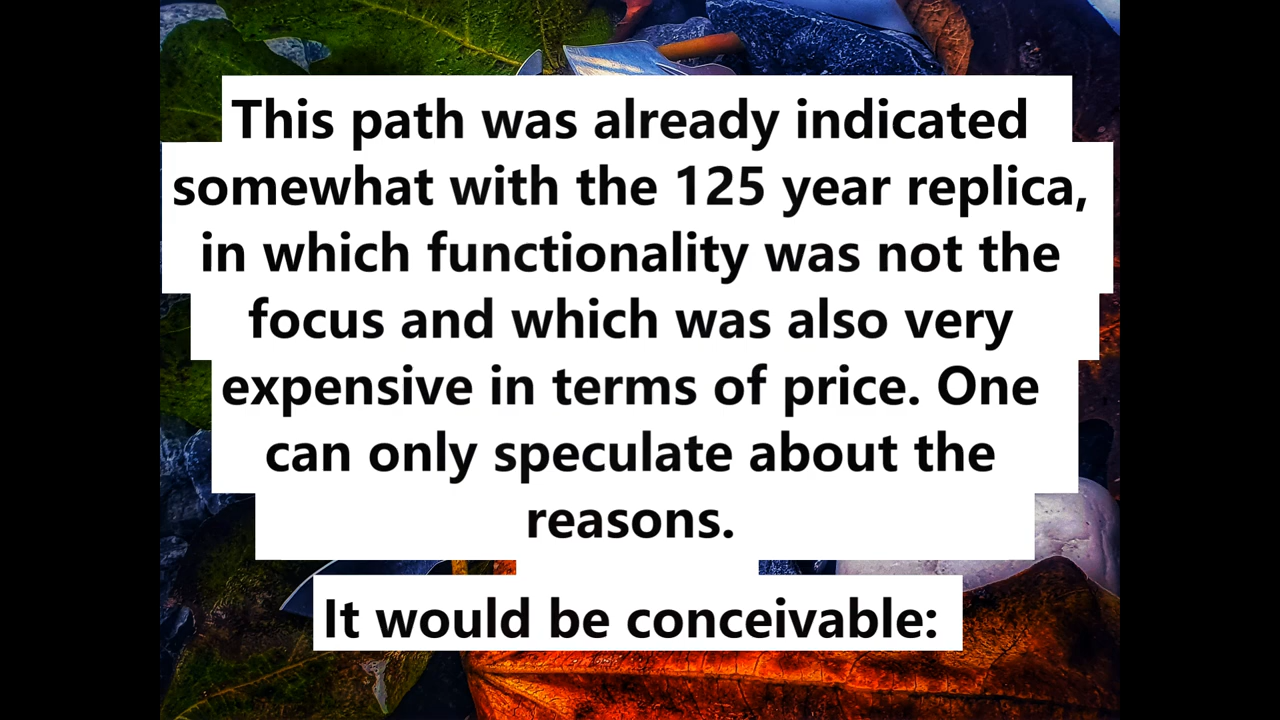 This path was already indicated
somewhat with the 125 year replica,
in which functionality was not the
focus and which was also very
expensive in terms of price. One
can only speculate about the
reasons.
It would be conceivable: